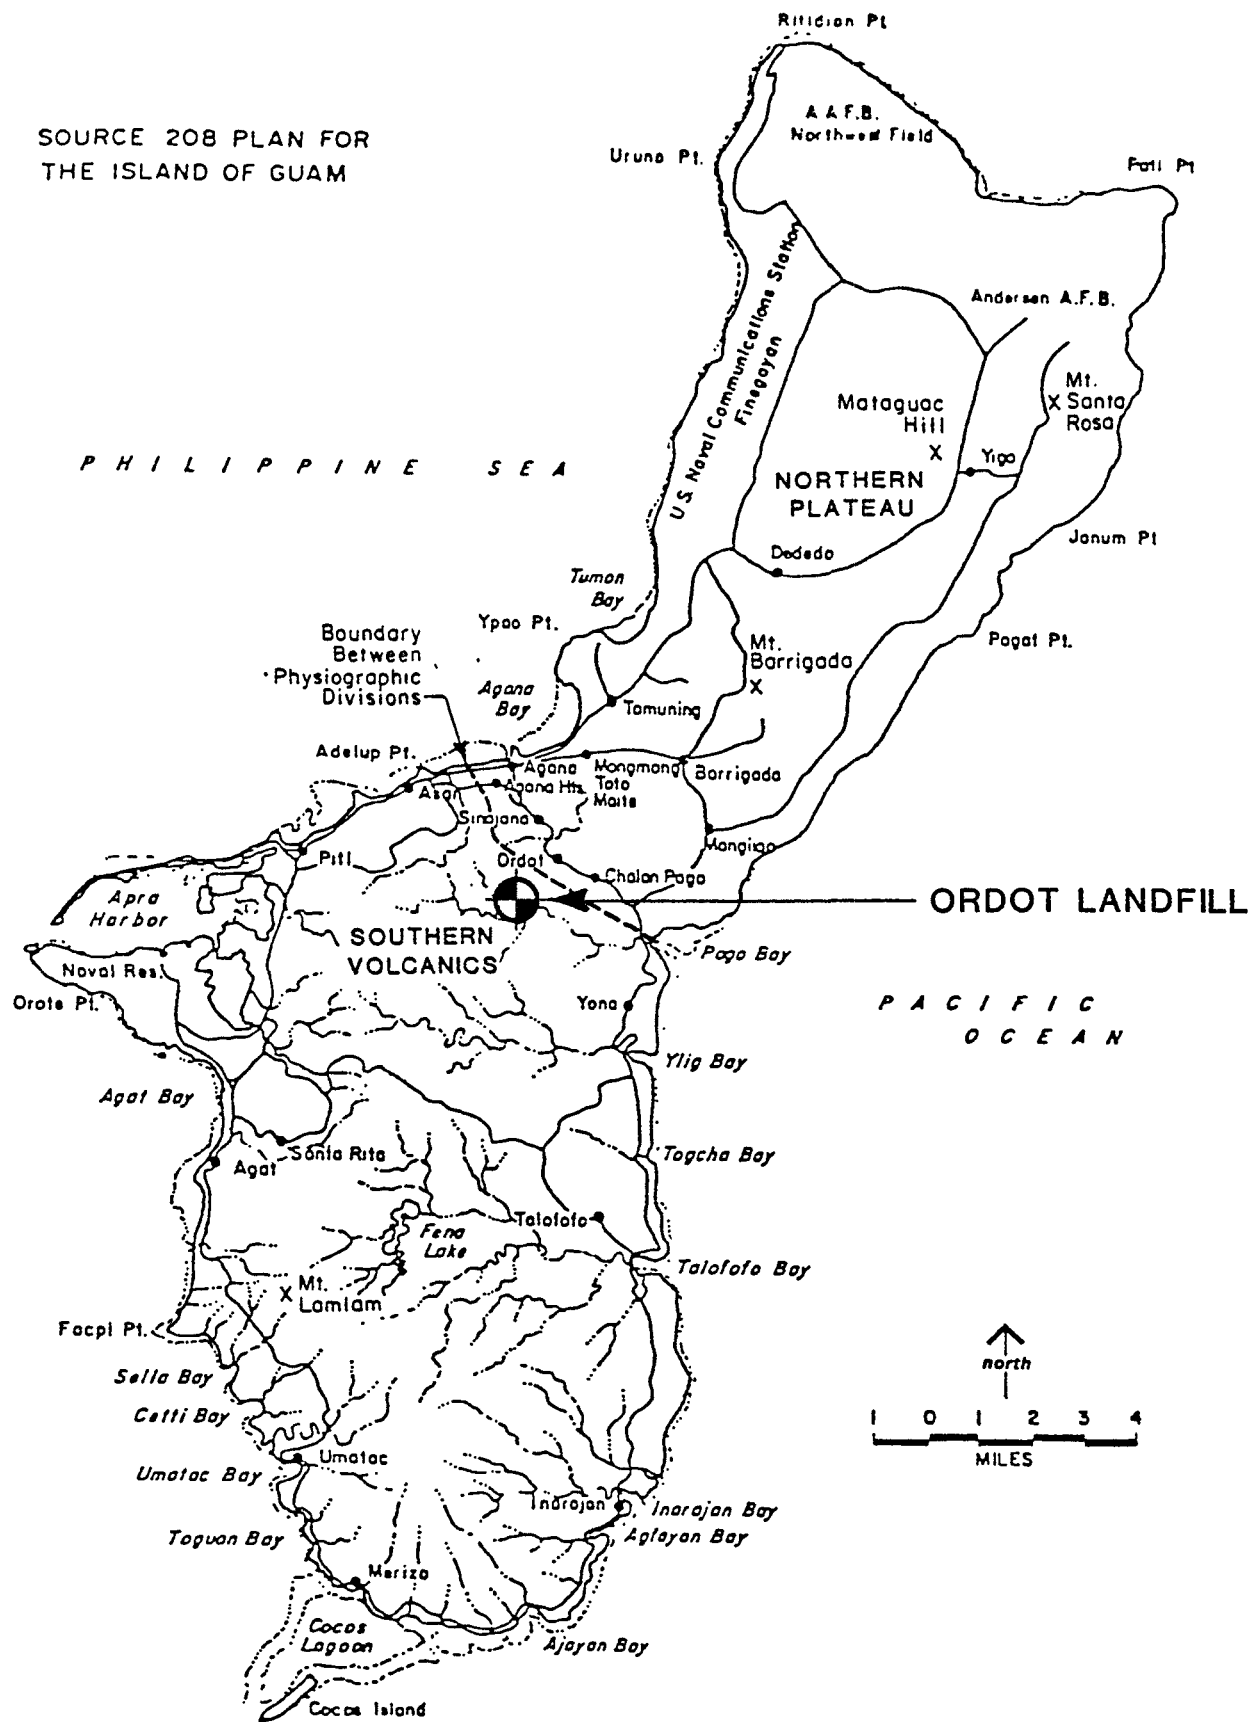 Ritidian Pt
SOURCE 208 PLAN FOR
THE ISLAND OF GUAM
A A F.B.
Northwest Field
Uruno Pt.
Pati Pt
U.S. Naval Communications Station
Finegayan
Andersen A.F.B.
Mt.
Santa
Rosa
Mataguac
Hill
X
X
PHILIPPINE SEA
Yigo
NORTHERN
PLATEAU
Janum Pt
Dededo
Tumon
Bay
Ypao Pt.
Pagat Pt.
Boundary
Between
Physiographic
Divisions
Mt.
Barrigada
X
Agana
Bay
Tamuning
Adelup Pt.
Agana
Mongmong
Toto
Maite
Barrigada
Asan
Agana Hts.
Sinajana
Mangilao
Piti
Ordot
Chalan Pago
Apra
Harbor
ORDOT LANDFILL
SOUTHERN
VOLCANICS
Pago Bay
Naval Res.
Orote Pt.
Yona
PACIFIC
OCEAN
Ylig Bay
Agat Bay
Santa Rita
Agat
Togcha Bay
Talofofo
Fena
Lake
Talofofo Bay
X
Mt.
Lamlam
Facpi Pt.
north
Sella Bay
Cetti Bay
1 0 1 2 3 4
MILES
Umatac
Umatac Bay
Inarajan
Inarajan Bay
Aglayan Bay
Toguan Bay
Merizo
Cocos
Lagoon
Ajayan Bay
Cocos Island